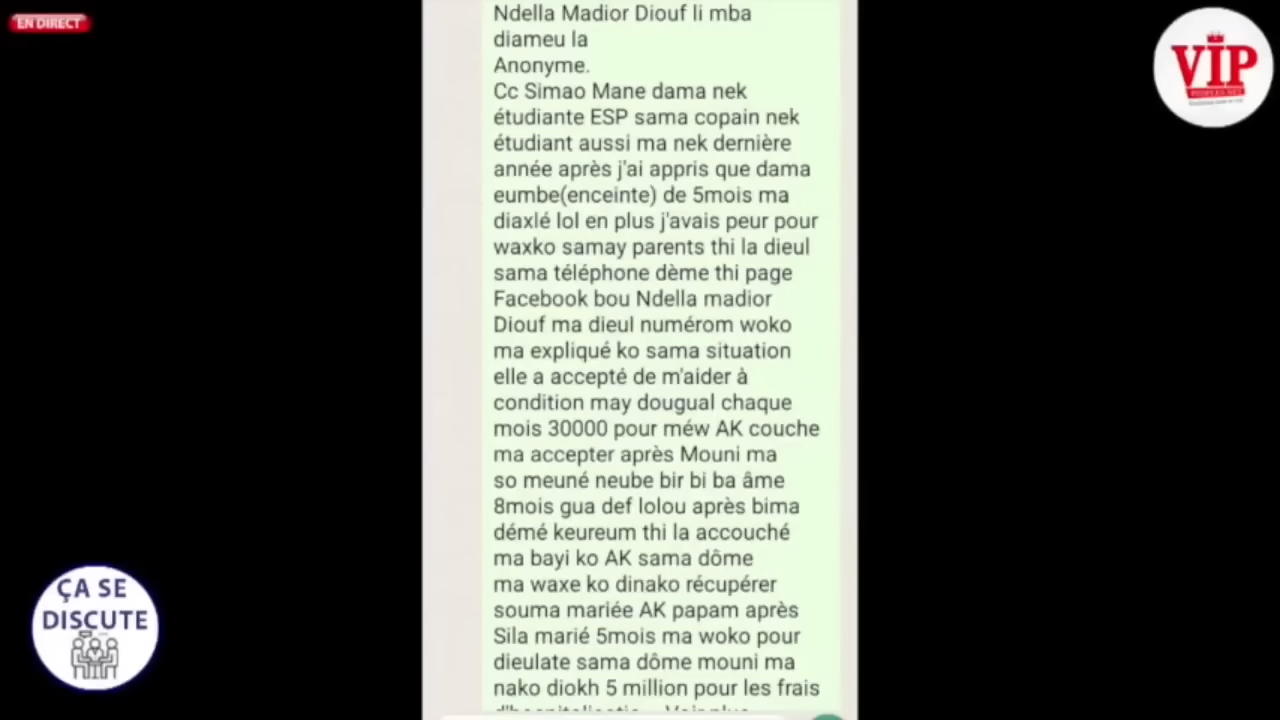 EN DIRECT
VIP
ÇA SE
DISCUTE
Ndella Madior Diouf li mba
diameu la
Anonyme.
Cc Simao Mane dama nek
étudiante ESP sama copain nek
étudiant aussi ma nek dernière
année après j'ai appris que dama
eumbe(enceinte) de 5mois ma
diaxlé lol en plus j'avais peur pour
waxko samay parents thi la dieul
sama téléphone dème thi page
Facebook bou Ndella madior
Diouf ma dieul numérom woko
ma expliqué ko sama situation
elle a accepté de m'aider à
condition may dougual chaque
mois 30000 pour méw AK couche
ma accepter après Mouni ma
so meuné neube bir bi ba âme
8mois gua def lolou après bima
démé keureum thi la accouché
ma bayi ko AK sama dôme
ma waxe ko dinako récupérer
souma mariée AK papam après
Sila marié 5mois ma woko pour
dieulate sama dôme mouni ma
nako diokh 5 million pour les frais